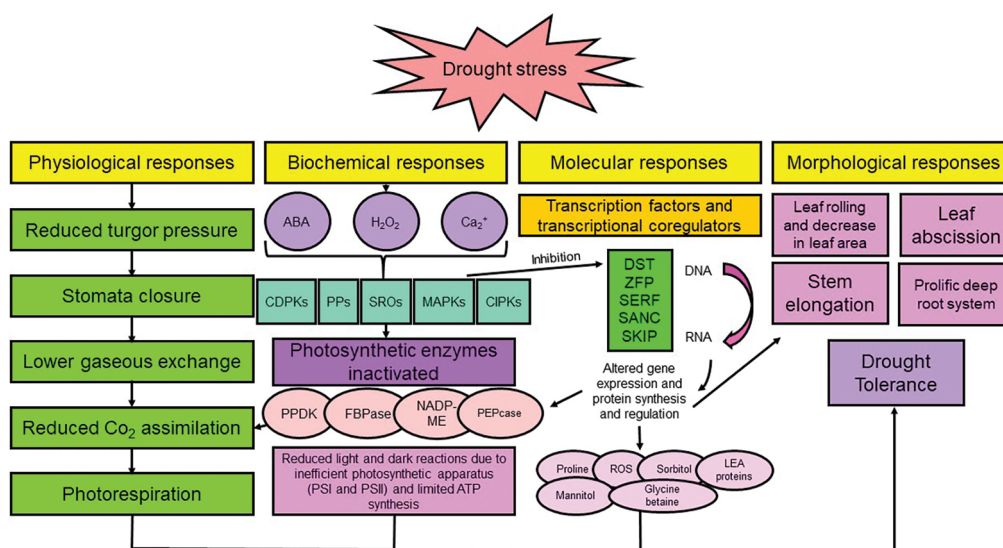 Drought stress
Physiological responses
Biochemical responses
Molecular responses
Morphological responses
Reduced turgor pressure
Stomata closure
Lower gaseous exchange
Reduced Co₂ assimilation
Photorespiration
ABA
H₂O₂
Ca₂⁺
CDPKs
PPs
SROs
MAPKs
CIPKs
Photosynthetic enzymes
inactivated
PPDK
FBPase
NADP-
ME
PEPcase
Reduced light and dark reactions due to
inefficient photosynthetic apparatus
(PSI and PSII) and limited ATP
synthesis
Transcription factors and
transcriptional coregulators
Inhibition
DST
ZFP
SERF
SANC
SKIP
DNA
RNA
Altered gene
expression and
protein synthesis
and regulation
Proline
ROS
Sorbitol
LEA
proteins
Mannitol
Glycine
betaine
Leaf rolling
and decrease
in leaf area
Leaf
abscission
Stem
elongation
Prolific deep
root system
Drought
Tolerance